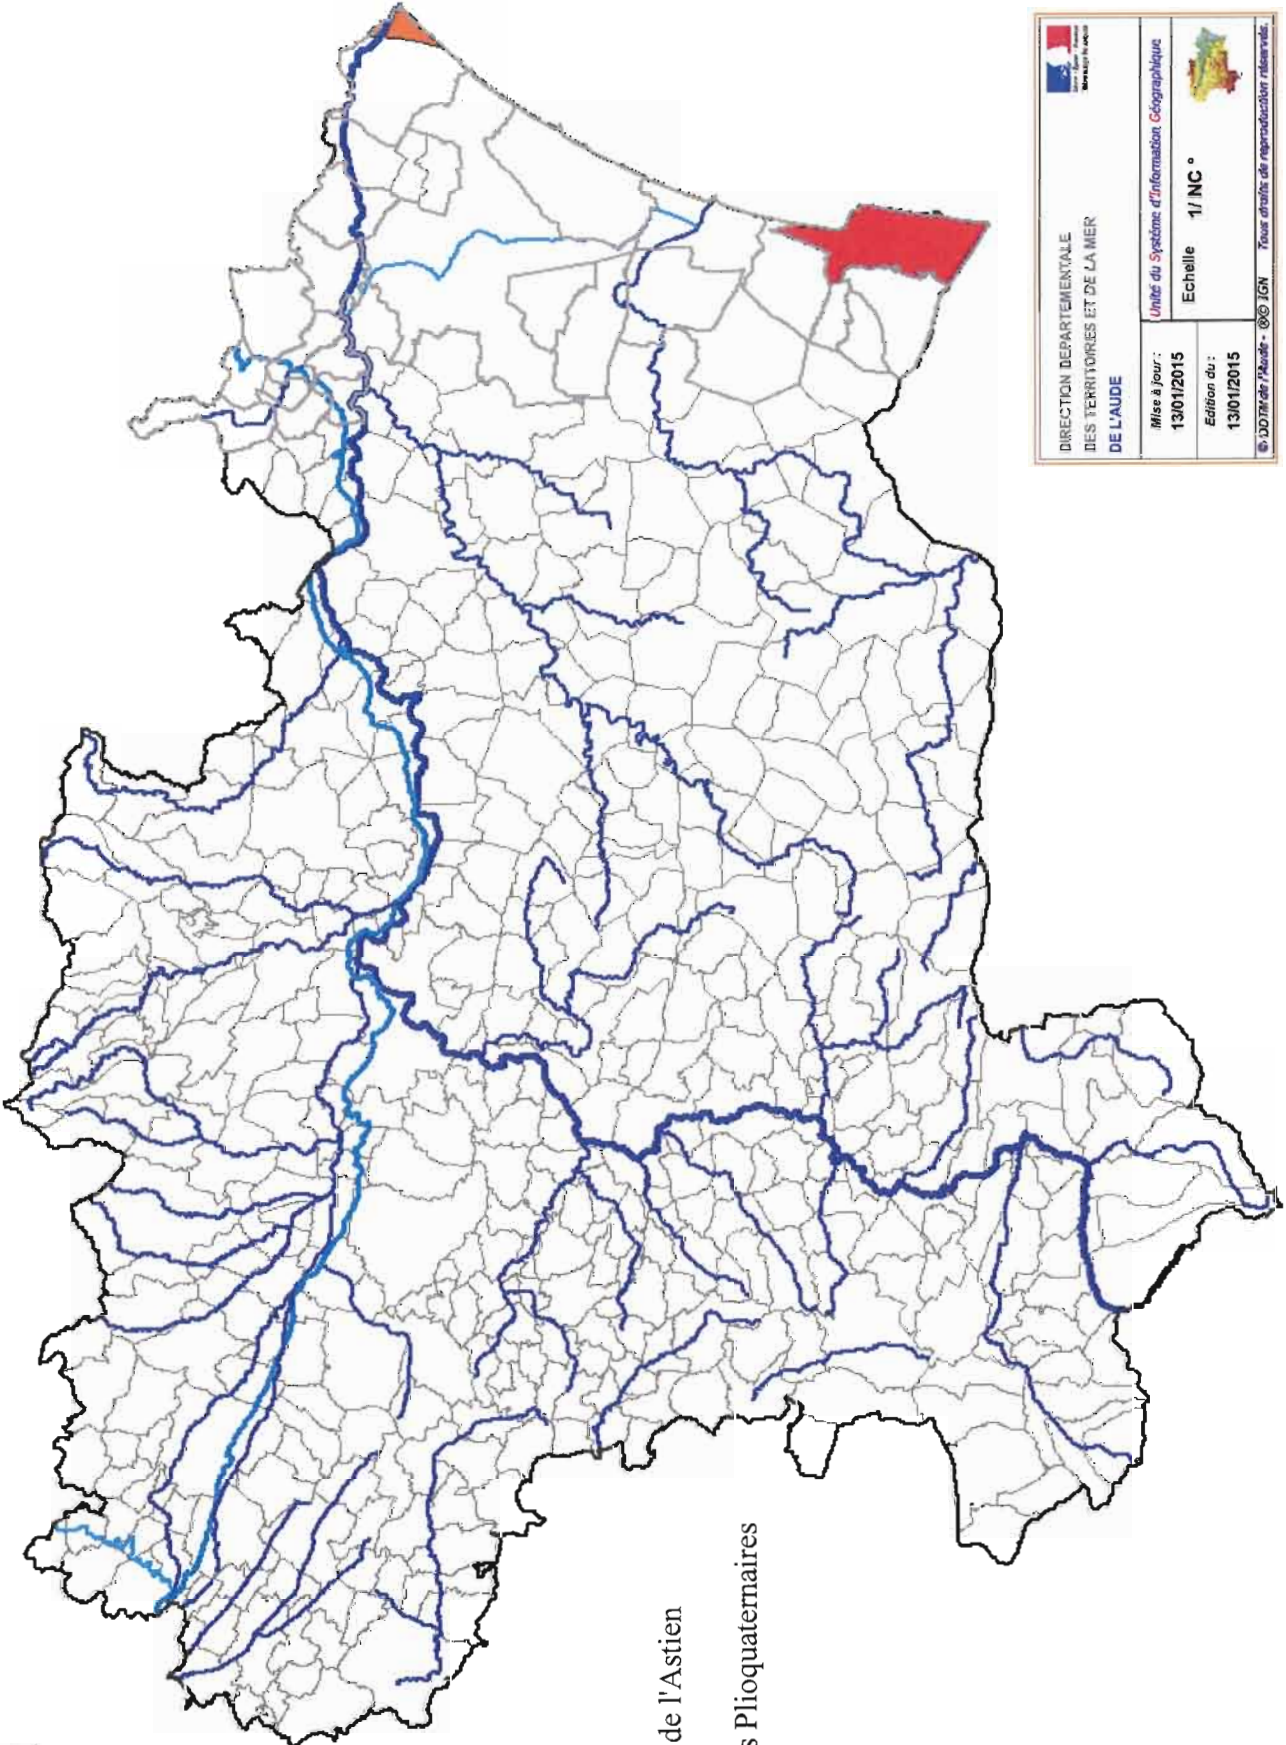 de l'Astien
s Plioquaternaires
DIRECTION DEPARTEMENTALE
DES TERRITOIRES ET DE LA MER
DE L'AUDE
Mise à jour :
13/01/2015
Unité du Système d'Information Géographique
Edition du :
13/01/2015
Echelle 1/ NC °
© DDTM de l'Aude - ®© IGN Tous droits de reproduction réservés.